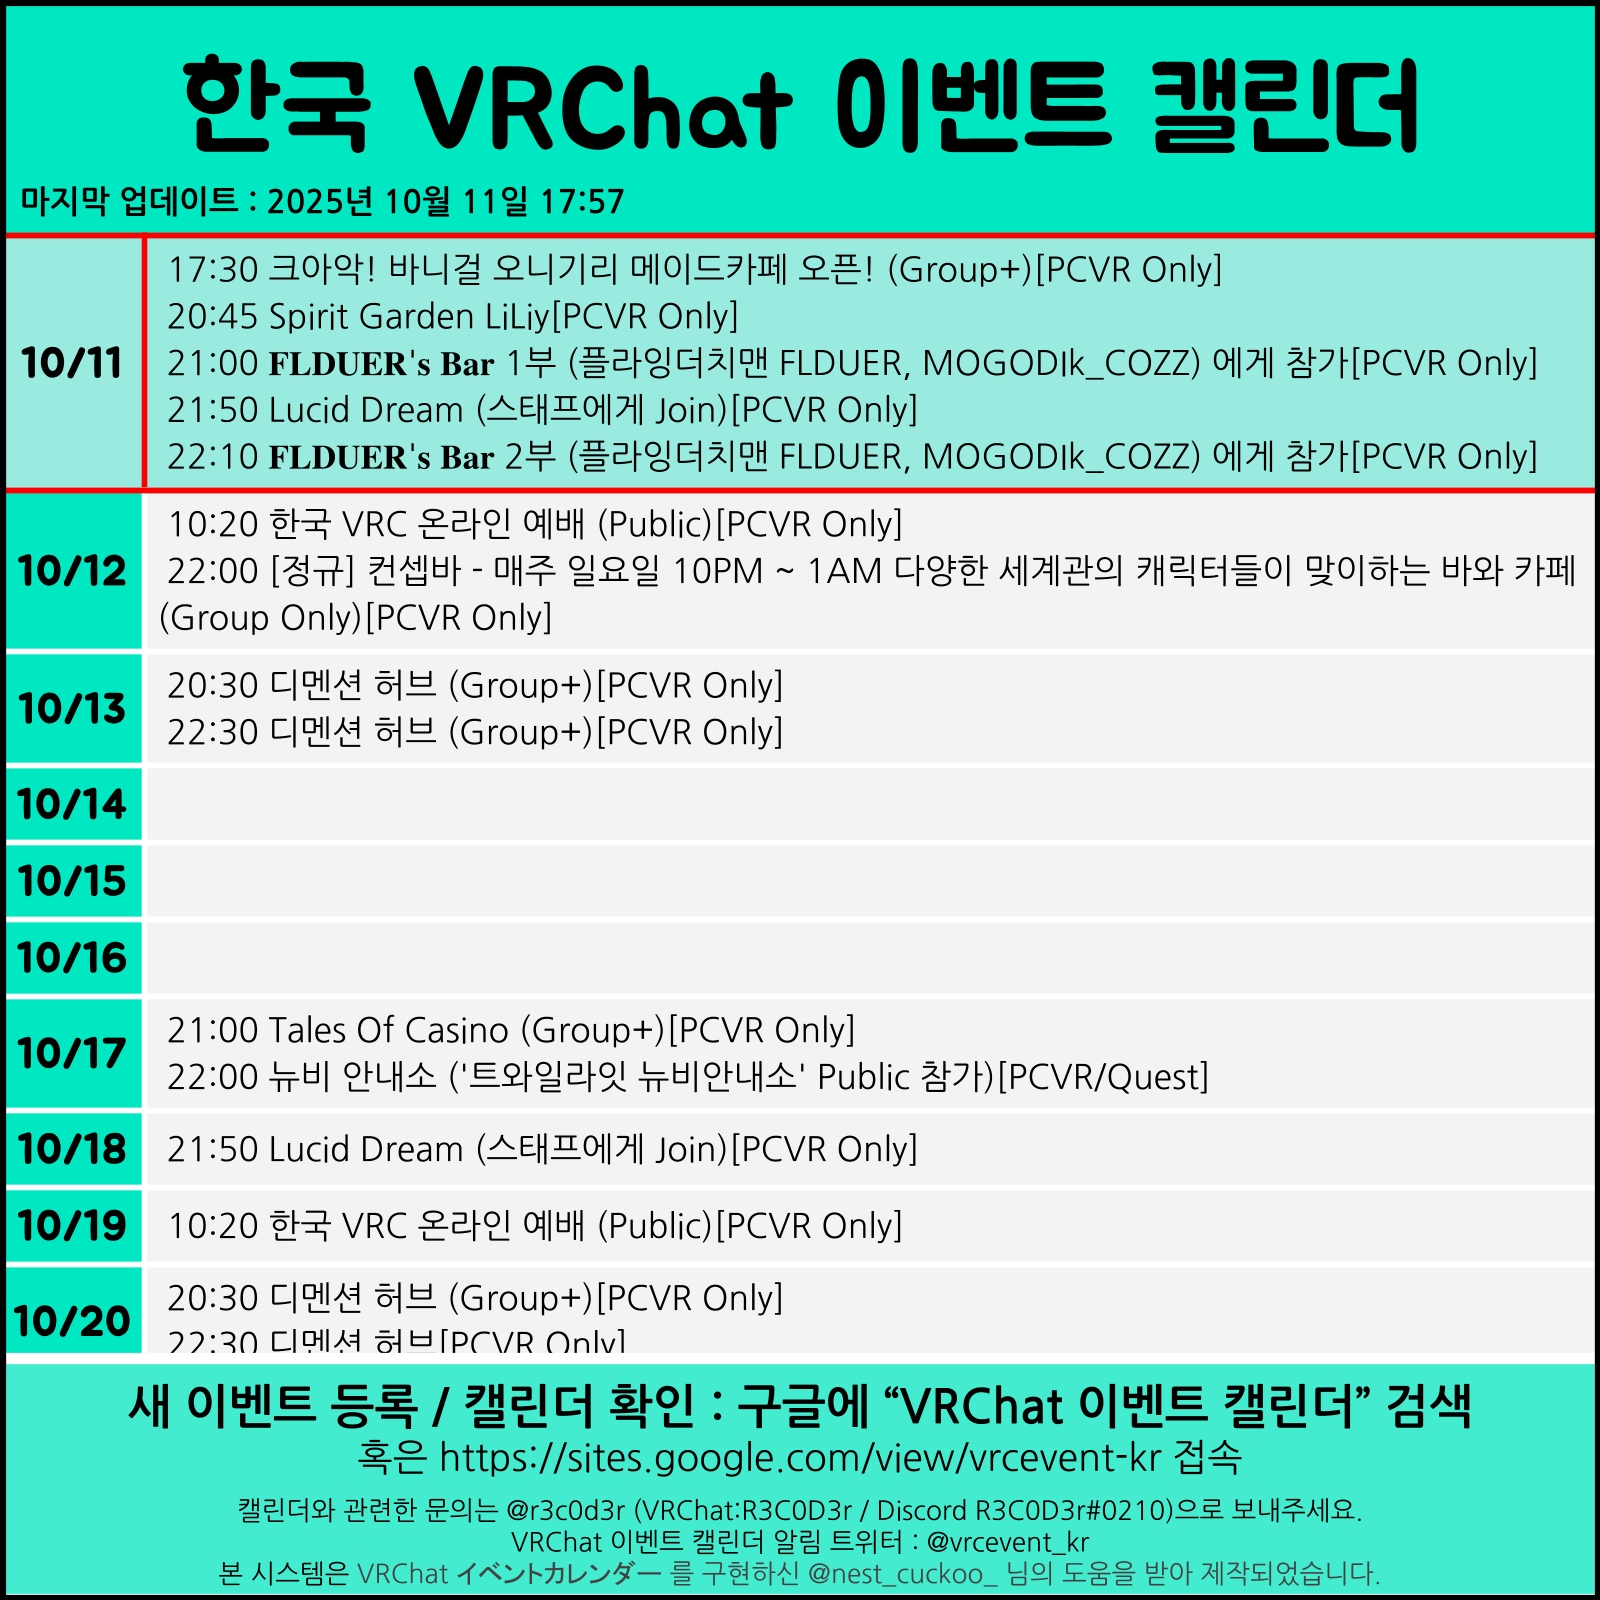 한국 VRChat 이벤트 캘린더
마지막 업데이트 : 2025년 10월 11일 17:57
10/11
17:30 크아악! 바니걸 오니기리 메이드카페 오픈! (Group+)[PCVR Only]
20:45 Spirit Garden LiLiy[PCVR Only]
21:00 FLDUER's Bar 1부 (플라잉더치맨 FLDUER, MOGODIk_COZZ) 에게 참가[PCVR Only]
21:50 Lucid Dream (스태프에게 Join)[PCVR Only]
22:10 FLDUER's Bar 2부 (플라잉더치맨 FLDUER, MOGODIk_COZZ) 에게 참가[PCVR Only]
10/12
10:20 한국 VRC 온라인 예배 (Public)[PCVR Only]
22:00 [정규] 컨셉바 - 매주 일요일 10PM ~ 1AM 다양한 세계관의 캐릭터들이 맞이하는 바와 카페
(Group Only)[PCVR Only]
10/13
20:30 디멘션 허브 (Group+)[PCVR Only]
22:30 디멘션 허브 (Group+)[PCVR Only]
10/14
10/15
10/16
10/17
21:00 Tales Of Casino (Group+)[PCVR Only]
22:00 뉴비 안내소 ('트와일라잇 뉴비안내소' Public 참가)[PCVR/Quest]
10/18
21:50 Lucid Dream (스태프에게 Join)[PCVR Only]
10/19
10:20 한국 VRC 온라인 예배 (Public)[PCVR Only]
10/20
20:30 디멘션 허브 (Group+)[PCVR Only]
22:30 디멘션 허브[PCVR Only]
새 이벤트 등록 / 캘린더 확인 : 구글에 “VRChat 이벤트 캘린더” 검색
혹은 https://sites.google.com/view/vrcevent-kr 접속
캘린더와 관련한 문의는 @r3c0d3r (VRChat:R3C0D3r / Discord R3C0D3r#0210)으로 보내주세요.
VRChat 이벤트 캘린더 알림 트위터 : @vrcevent_kr
본 시스템은 VRChat イベントカレンダー 를 구현하신 @nest_cuckoo_ 님의 도움을 받아 제작되었습니다.